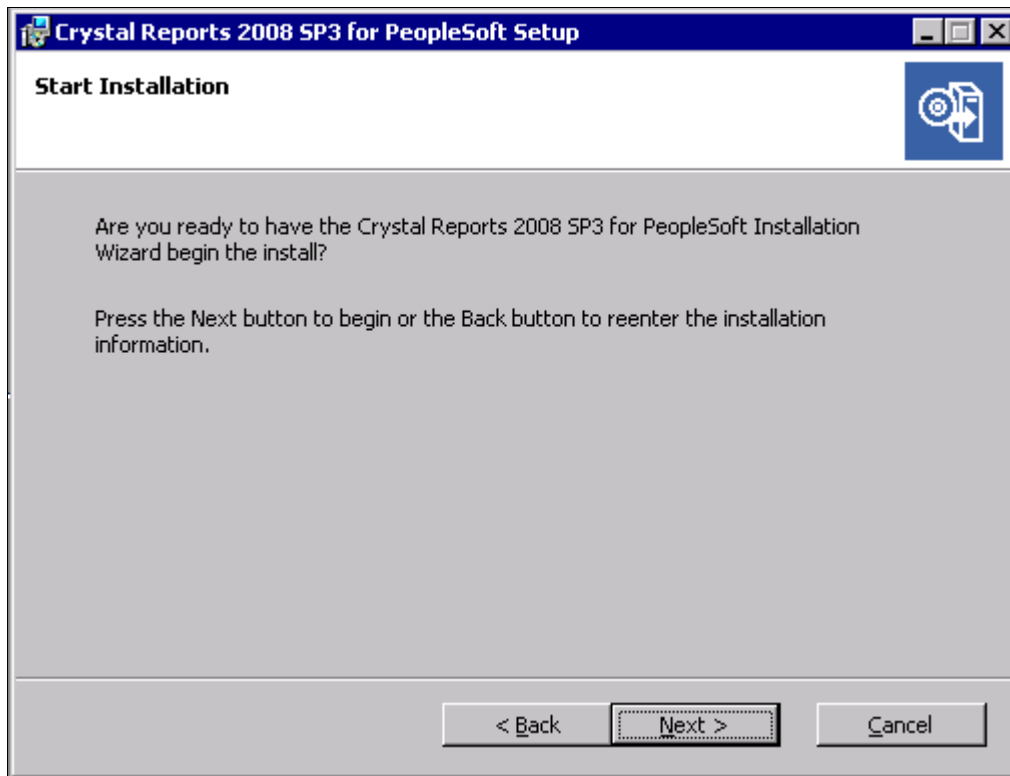 Crystal Reports 2008 SP3 for PeopleSoft Setup
Start Installation
Are you ready to have the Crystal Reports 2008 SP3 for PeopleSoft Installation
Wizard begin the install?
Press the Next button to begin or the Back button to reenter the installation
information.
< Back Next > Cancel